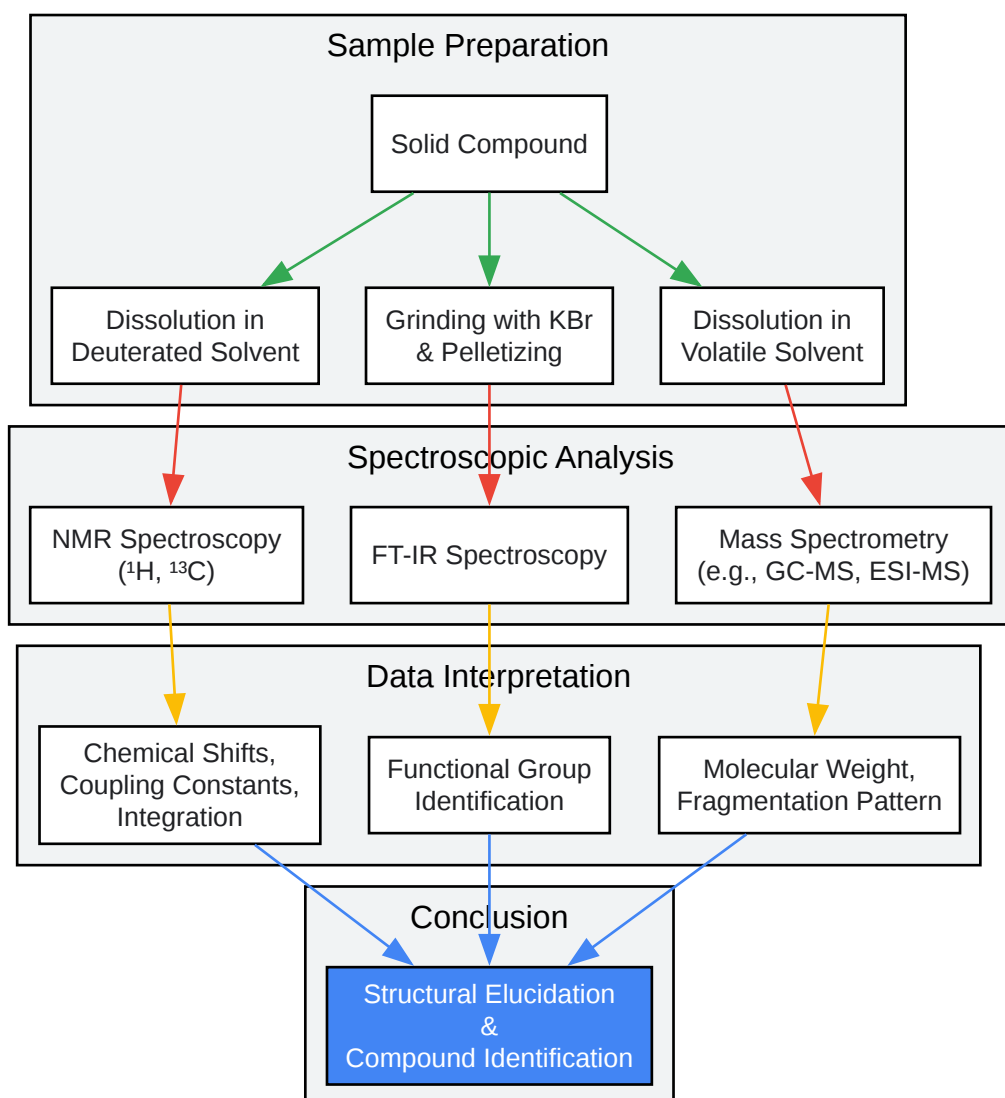 Sample Preparation
Solid Compound
Dissolution in
Deuterated Solvent
Grinding with KBr
& Pelletizing
Dissolution in
Volatile Solvent
Spectroscopic Analysis
NMR Spectroscopy
(¹H, ¹³C)
FT-IR Spectroscopy
Mass Spectrometry
(e.g., GC-MS, ESI-MS)
Data Interpretation
Chemical Shifts,
Coupling Constants,
Integration
Functional Group
Identification
Molecular Weight,
Fragmentation Pattern
Conclusion
Structural Elucidation
&
Compound Identification